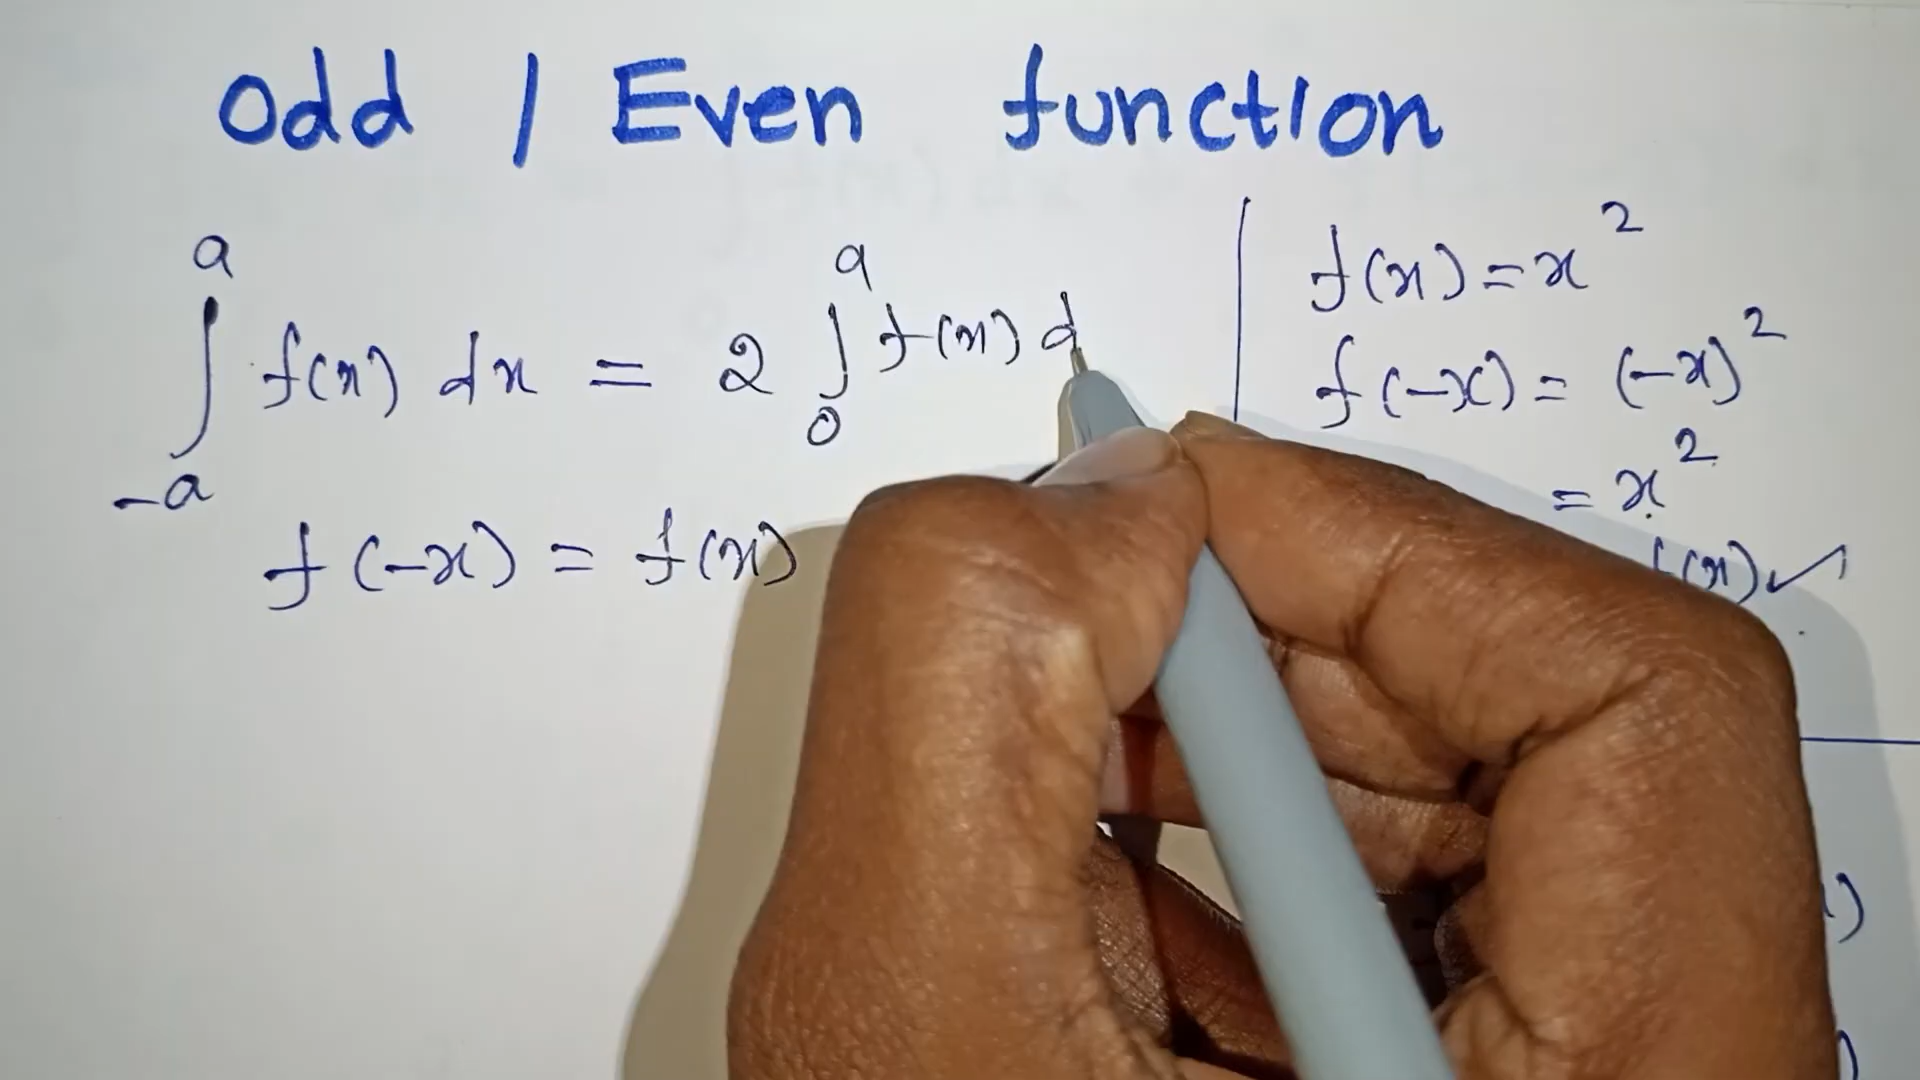 Odd / Even function
∫_{-a}^{a} f(x) dx = 2 ∫_{0}^{a} f(x) d
f(-x) = f(x)
f(x) = x²
f(-x) = (-x)²
= x²
f(x) ✓
)
)